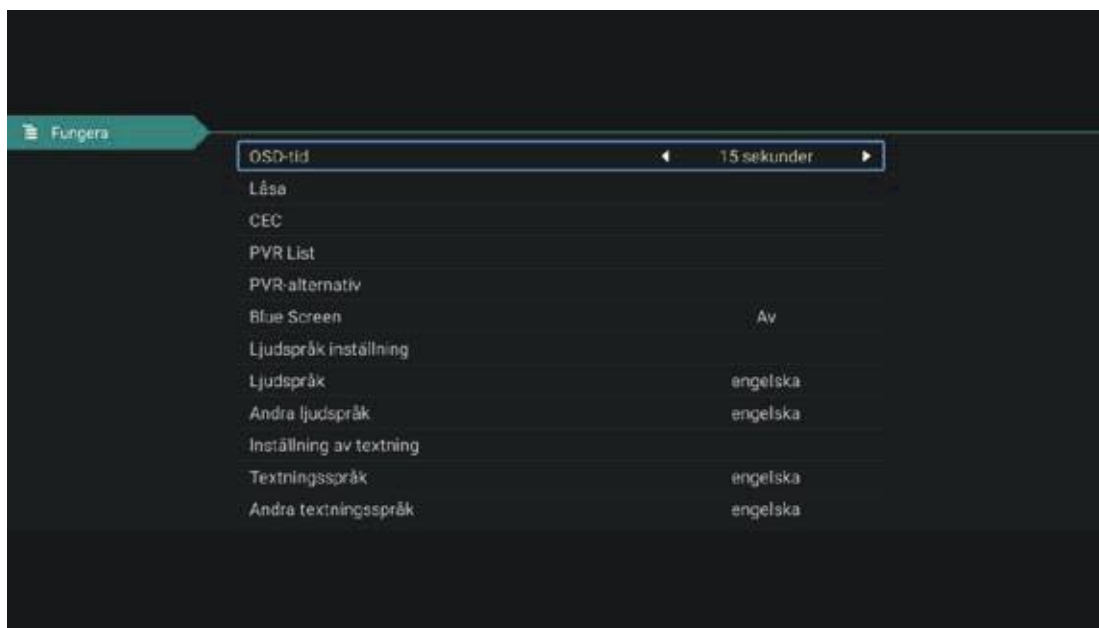 Fungera
OSD-tid 15 sekunder
Låsa
CEC
PVR List
PVR-alternativ
Blue Screen Av
Ljudspråk inställning
Ljudspråk engelska
Andra ljudspråk engelska
Inställning av textning
Textningsspråk engelska
Andra textningsspråk engelska